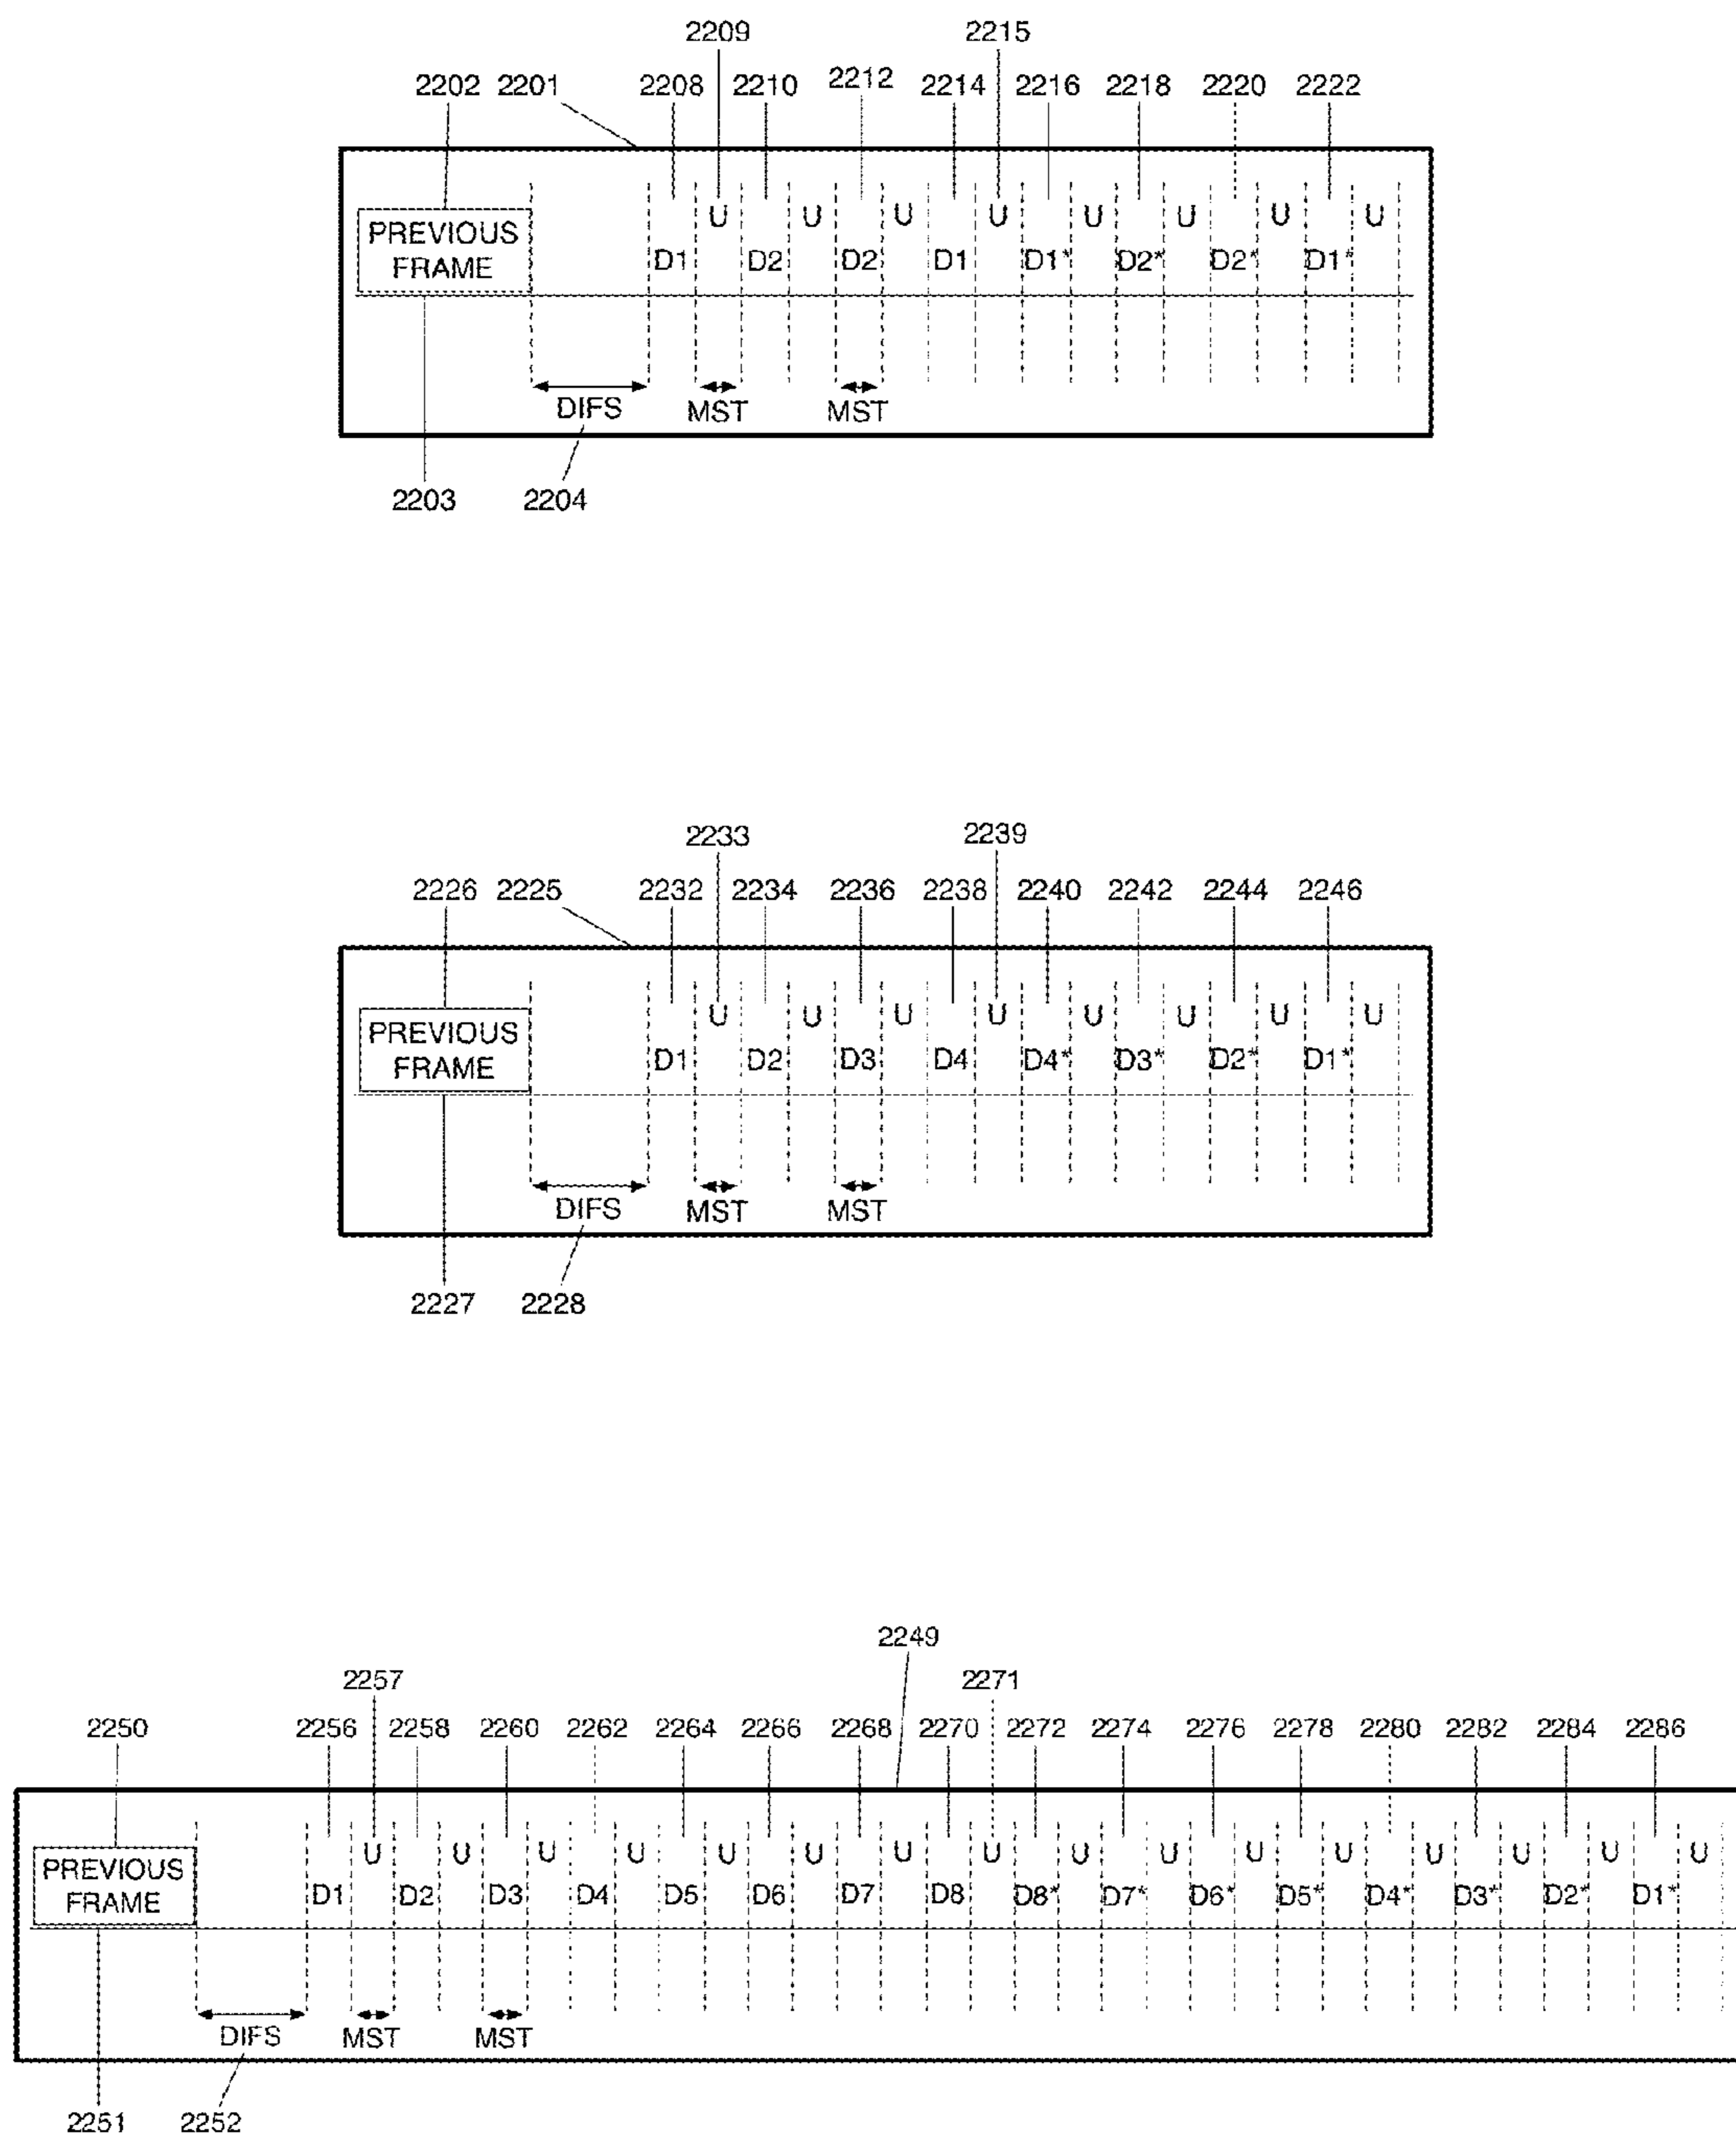 2209 2215
2202 2201 2208 2210 2212 2214 2216 2218 2220 2222
U U U U U U U U
PREVIOUS
FRAME
D1 D2 D2 D1 D1* D2* D2* D1*
DIFS MST MST
2203 2204
2233 2239
2226 2225 2232 2234 2236 2238 2240 2242 2244 2246
U U U U U U U U
PREVIOUS
FRAME
D1 D2 D3 D4 D4* D3* D2* D1*
DIFS MST MST
2227 2228
2249
2257 2271
2250 2256 2258 2260 2262 2264 2266 2268 2270 2272 2274 2276 2278 2280 2282 2284 2286
U U U U U U U U U U U U U U U U
PREVIOUS
FRAME
D1 D2 D3 D4 D5 D6 D7 D8 D8* D7* D6* D5* D4* D3* D2* D1*
DIFS MST MST
2251 2252